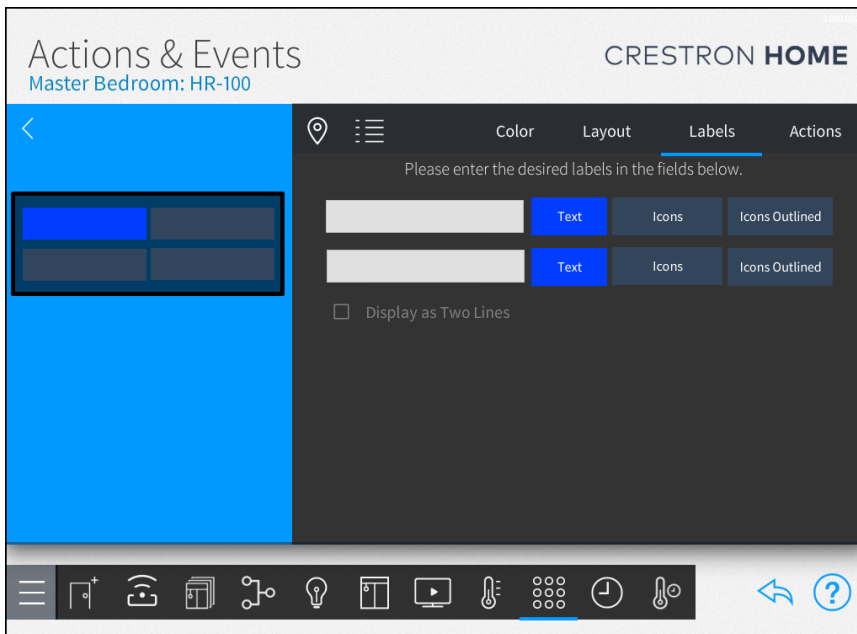 Actions & Events
CRESTRON HOME
Master Bedroom: HR-100
Color Layout Labels Actions
Please enter the desired labels in the fields below.
Text Icons Icons Outlined
Text Icons Icons Outlined
Display as Two Lines
?